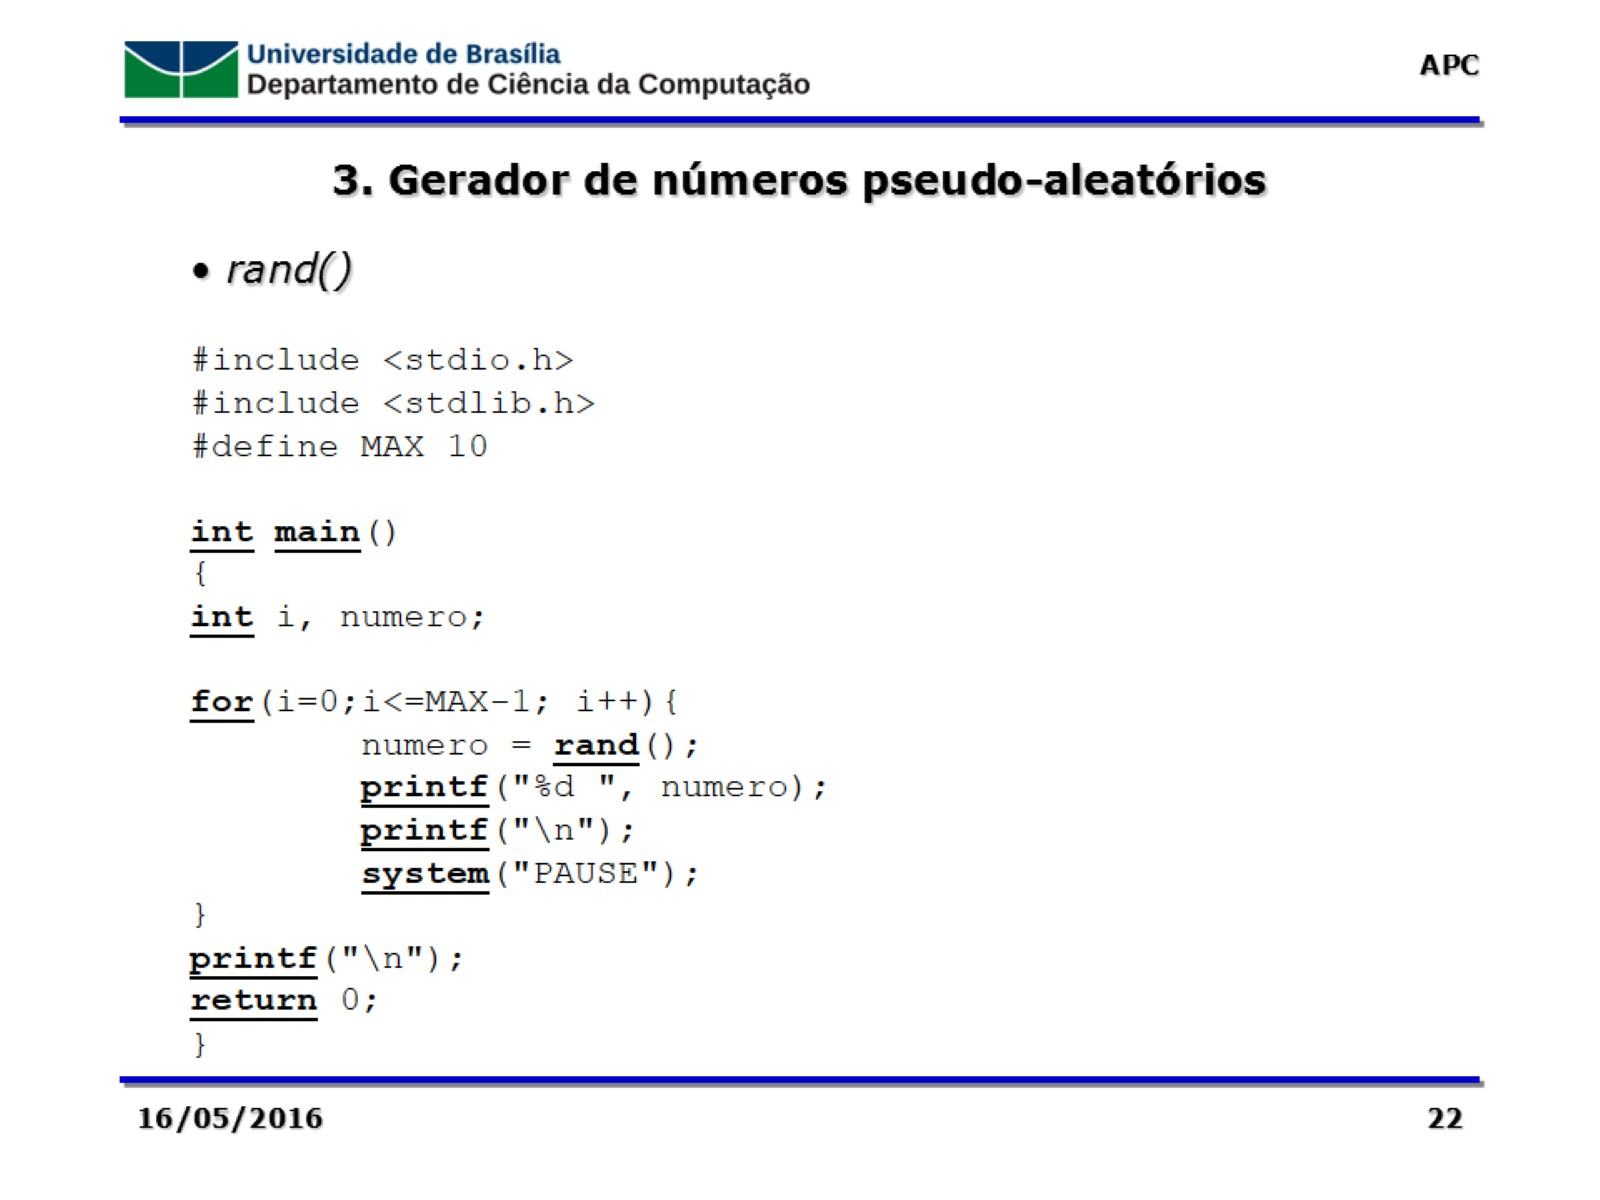 Universidade de Brasília
Departamento de Ciência da Computação
APC
3. Gerador de números pseudo-aleatórios
• rand()
#include <stdio.h>
#include <stdlib.h>
#define MAX 10
int main()
{
int i, numero;
for(i=0;i<=MAX-1; i++){
numero = rand();
printf("%d ", numero);
printf("\n");
system("PAUSE");
}
printf("\n");
return 0;
}
16/05/2016
22